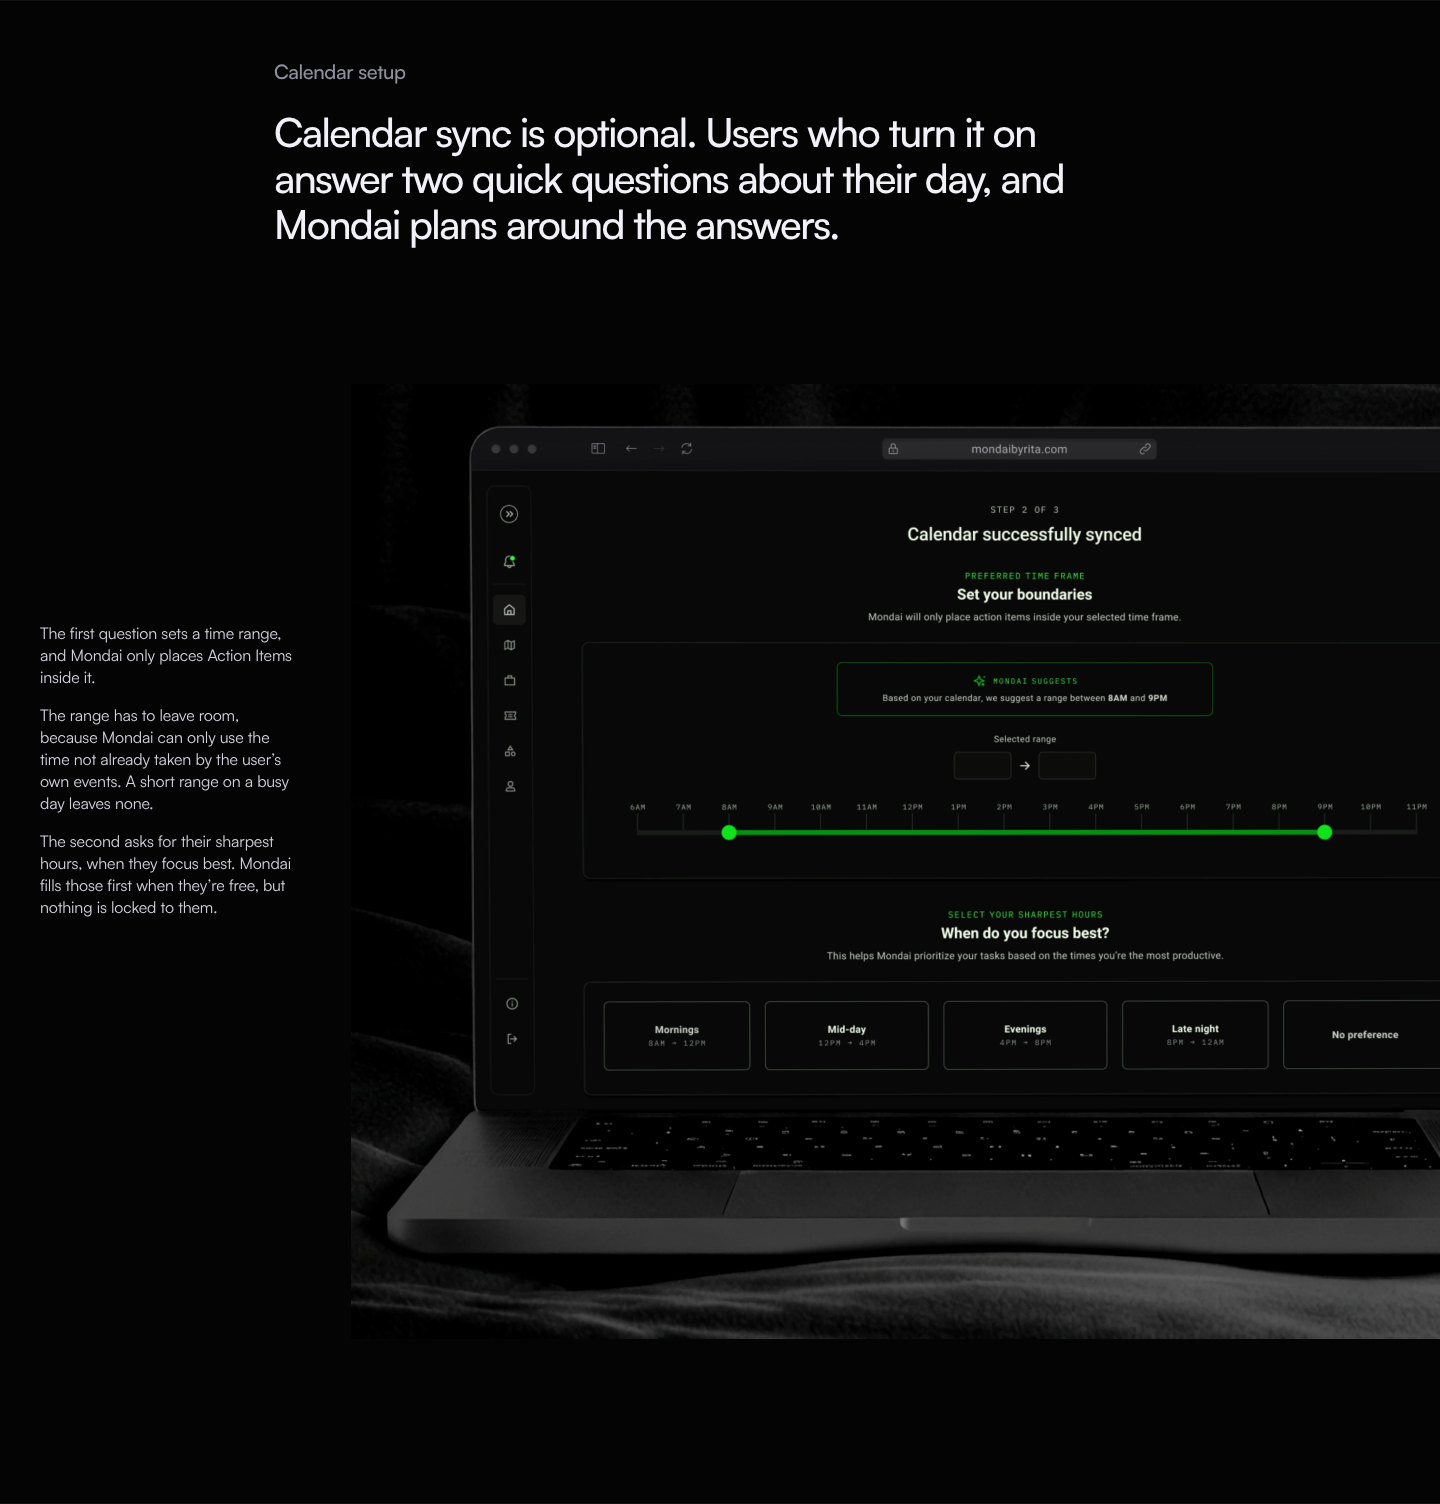 Calendar setup
Calendar sync is optional. Users who turn it on
answer two quick questions about their day, and
Mondai plans around the answers.
The first question sets a time range,
and Mondai only places Action Items
inside it.
The range has to leave room,
because Mondai can only use the
time not already taken by the user's
own events. A short range on a busy
day leaves none.
The second asks for their sharpest
hours, when they focus best. Mondai
fills those first when they're free, but
nothing is locked to them.
mondaibyrita.com
STEP 2 OF 3
Calendar successfully synced
PREFERRED TIME FRAME
Set your boundaries
Mondai will only place action items inside your selected time frame.
MONDAI SUGGESTS
Based on your calendar, we suggest a range between 8AM and 9PM
Selected range
6AM 7AM 8AM 9AM 10AM 11AM 12PM 1PM 2PM 3PM 4PM 5PM 6PM 7PM 8PM 9PM 10PM 11PM
SELECT YOUR SHARPEST HOURS
When do you focus best?
This helps Mondai prioritize your tasks based on the times you're the most productive.
Mornings
8AM → 12PM
Mid-day
12PM → 4PM
Evenings
4PM → 8PM
Late night
8PM → 12AM
No preference